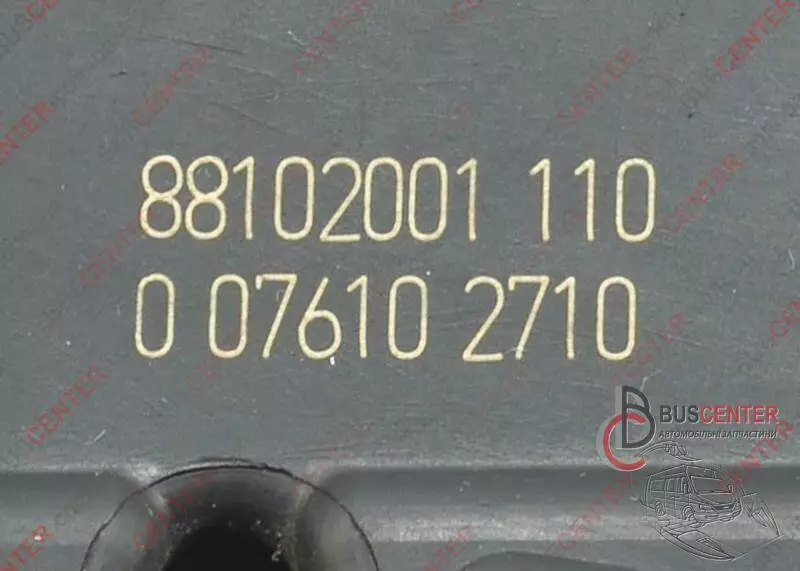 88102001 110
0 07610 2710
BUSCENTER
АВТОМОБІЛЬНІ ЗАПЧАСТИНИ